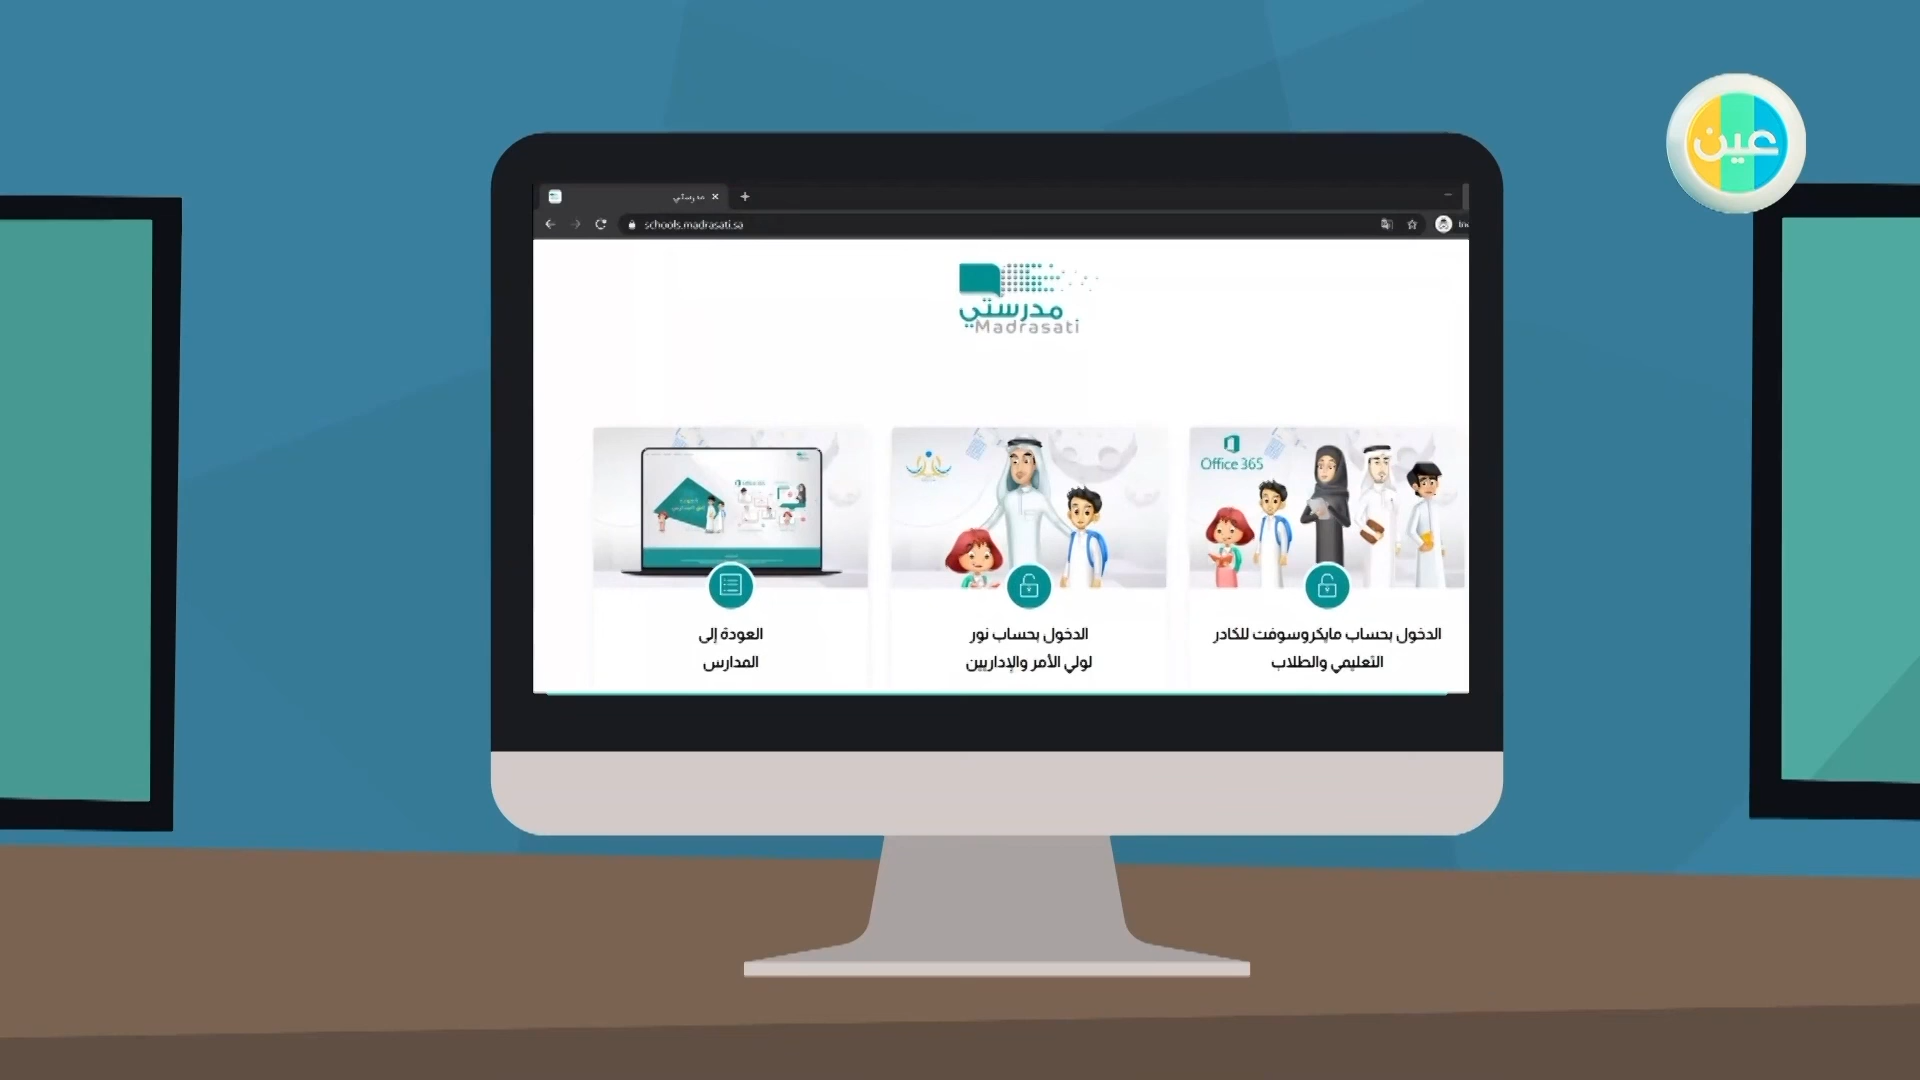 عين
مدرستي
schools.madrasati.sa
مدرستي
Madrasati
Office 365
الدخول بحساب مايكروسوفت للكادر
التعليمي والطلاب
الدخول بحساب نور
لولي الأمر والإداريين
العودة إلى
المدارس